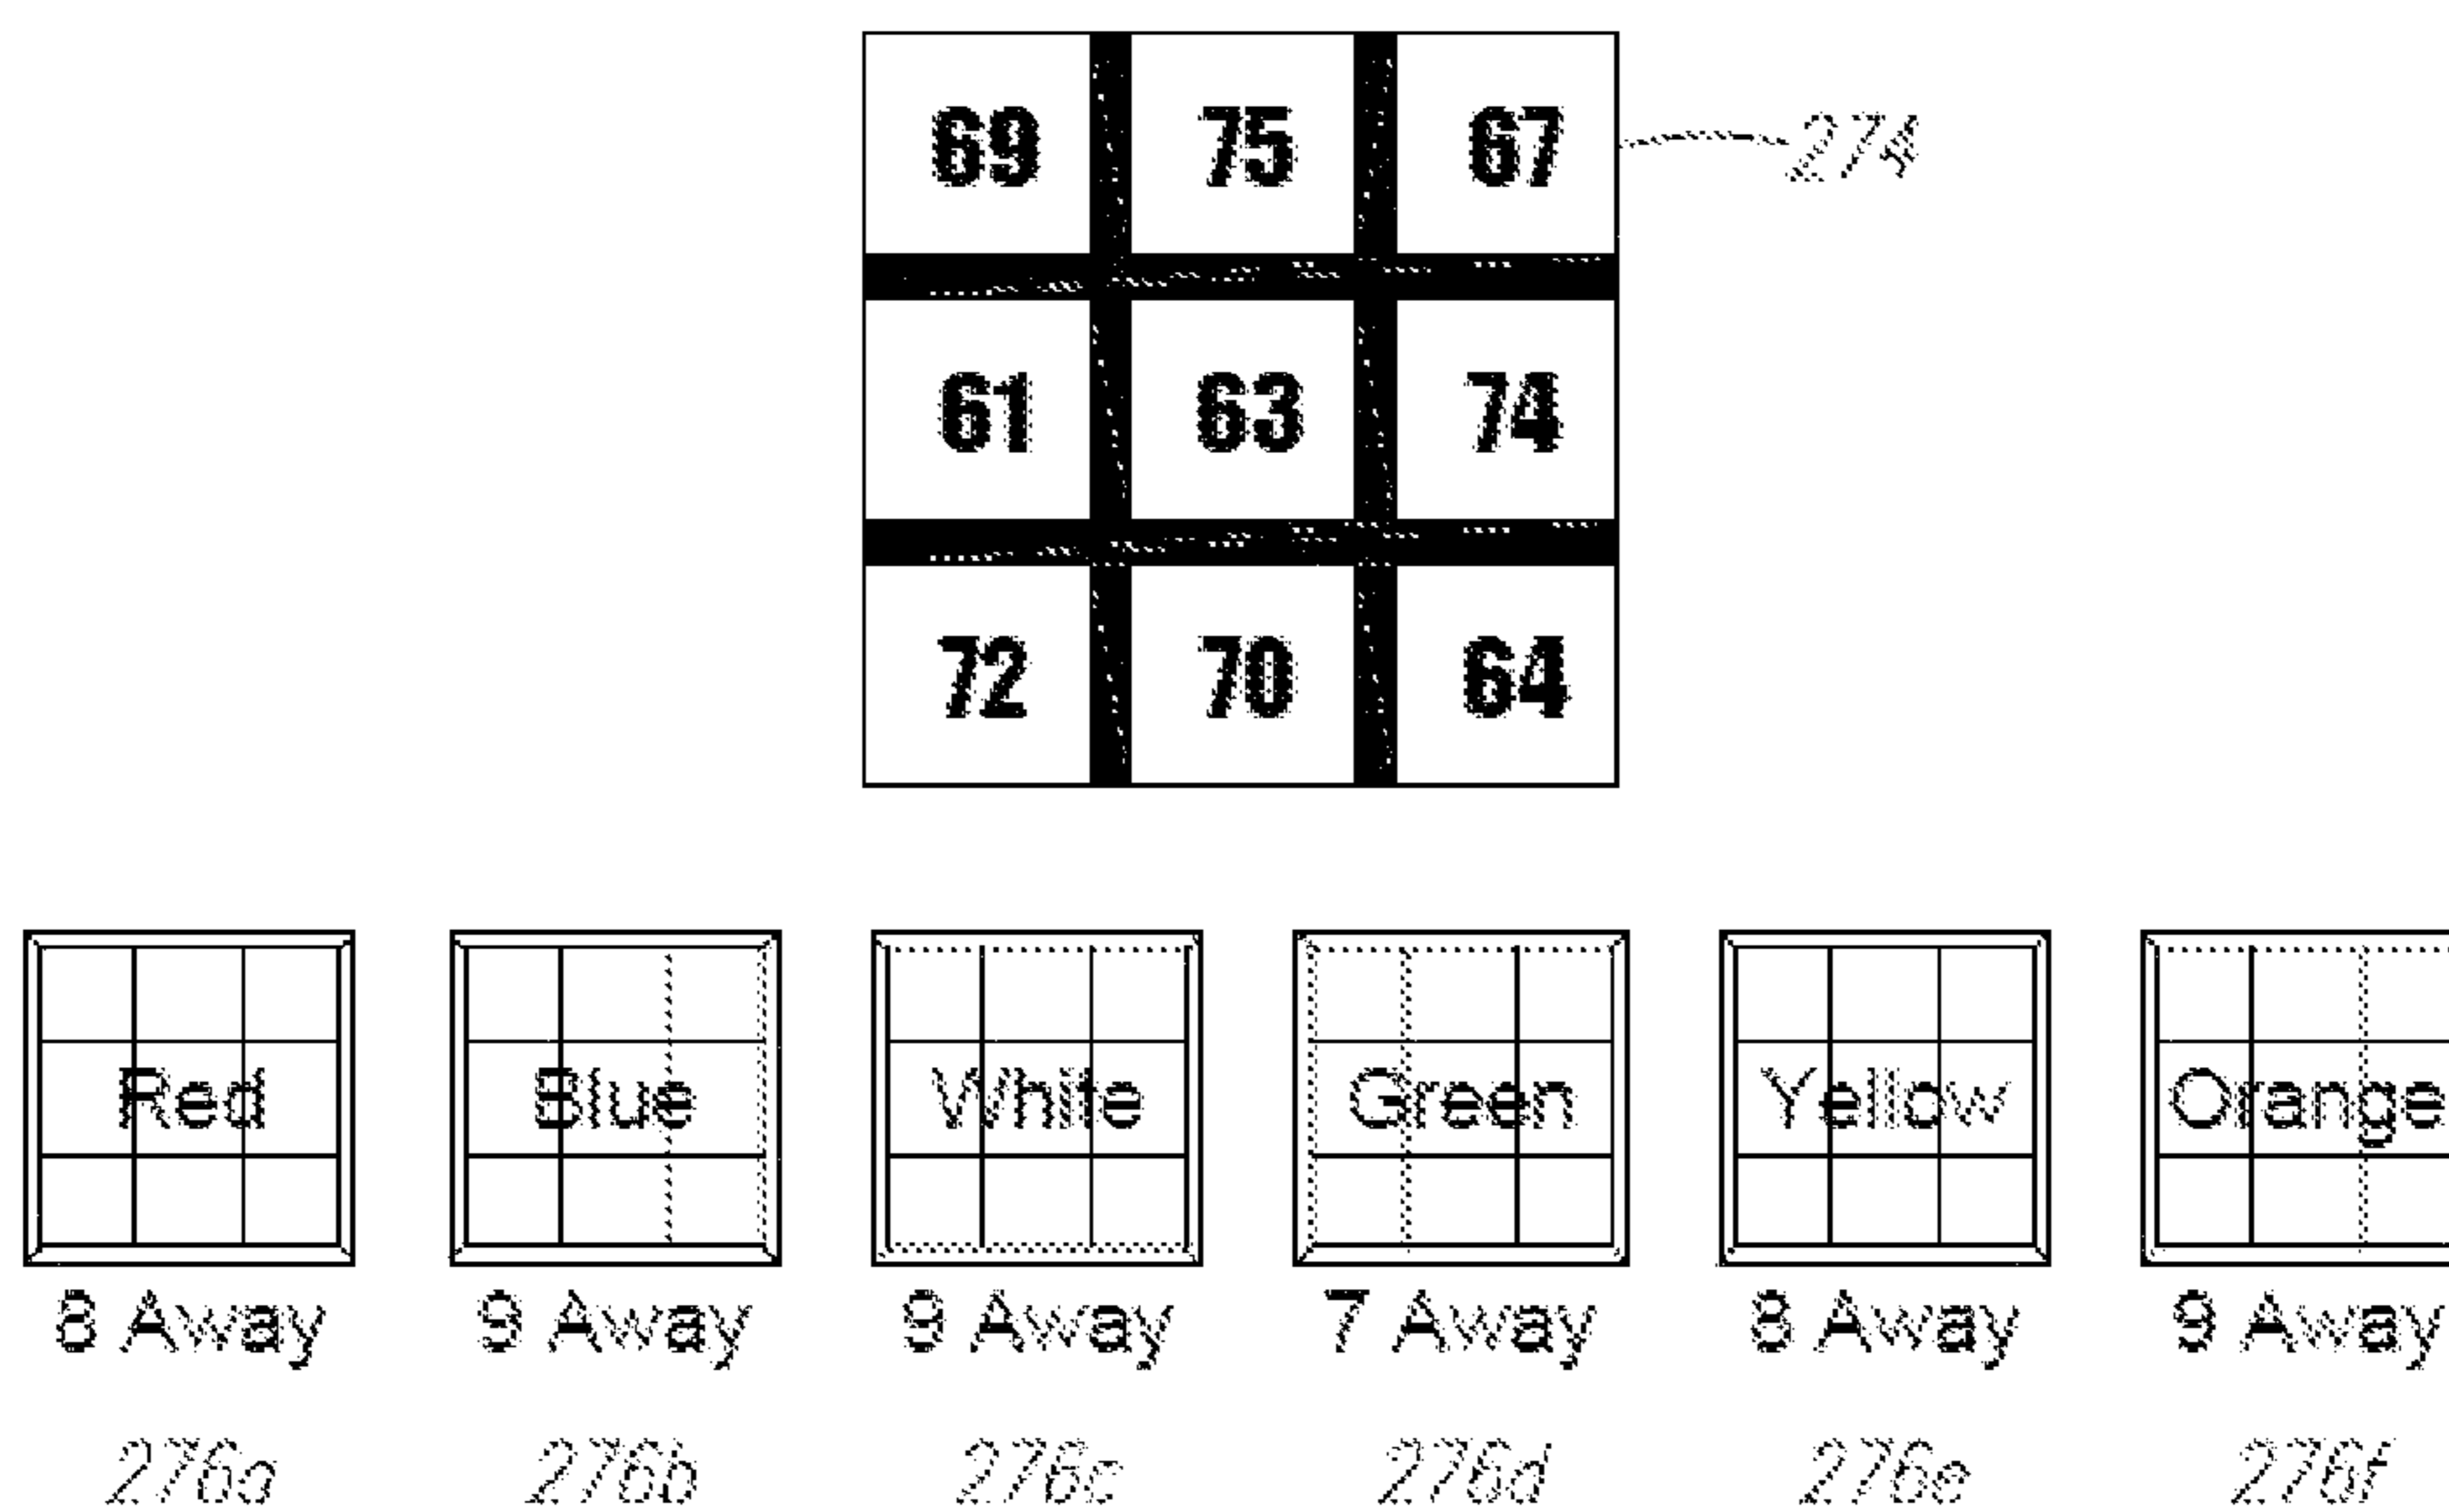 69 75 67 274
61 63 74
72 70 64
Red Blue White Green Yellow Orange
8 Away 9 Away 9 Away 7 Away 8 Away 9 Away
276a 276b 276c 276d 276e 276f